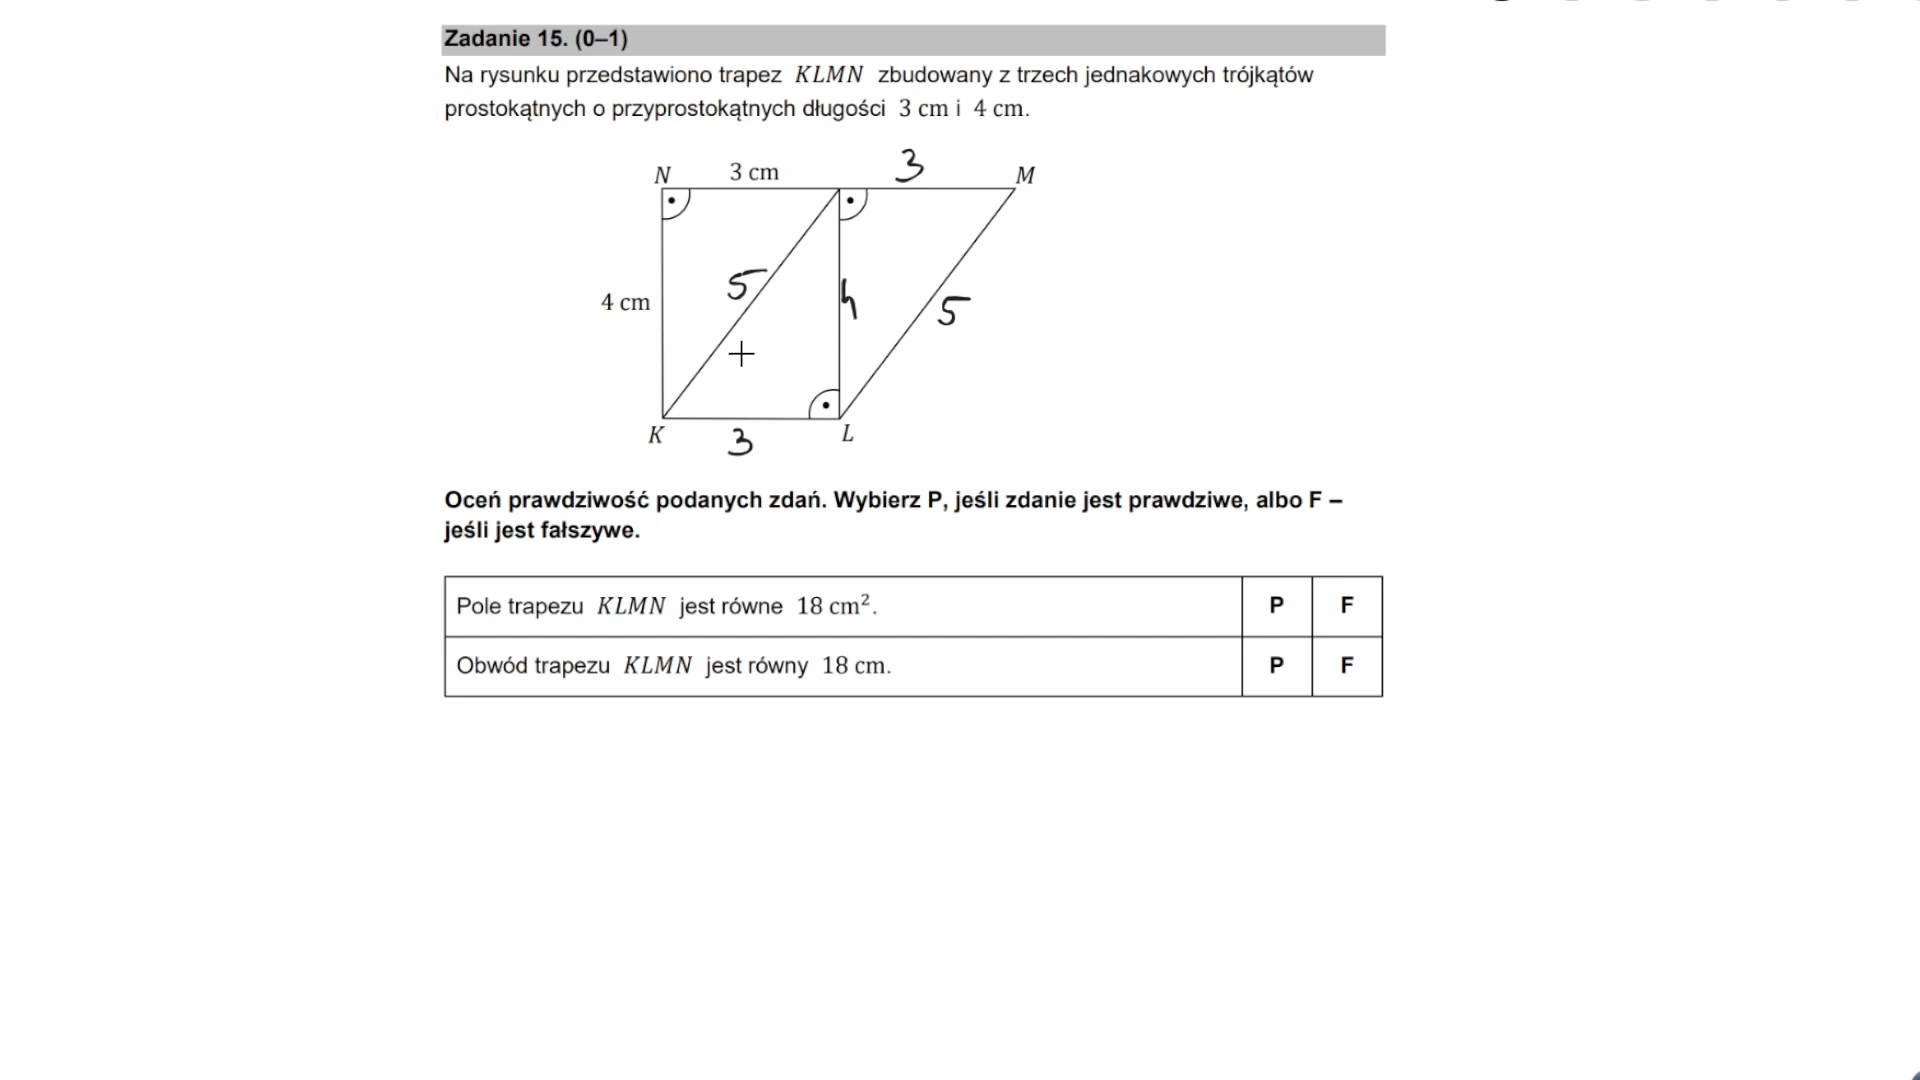 Zadanie 15. (0–1)
Na rysunku przedstawiono trapez KLMN zbudowany z trzech jednakowych trójkątów
prostokątnych o przyprostokątnych długości 3 cm i 4 cm.
3
N 3 cm M
5
4 cm 4 5
K L
3
Oceń prawdziwość podanych zdań. Wybierz P, jeśli zdanie jest prawdziwe, albo F –
jeśli jest fałszywe.
Pole trapezu KLMN jest równe 18 cm². P F
Obwód trapezu KLMN jest równy 18 cm. P F